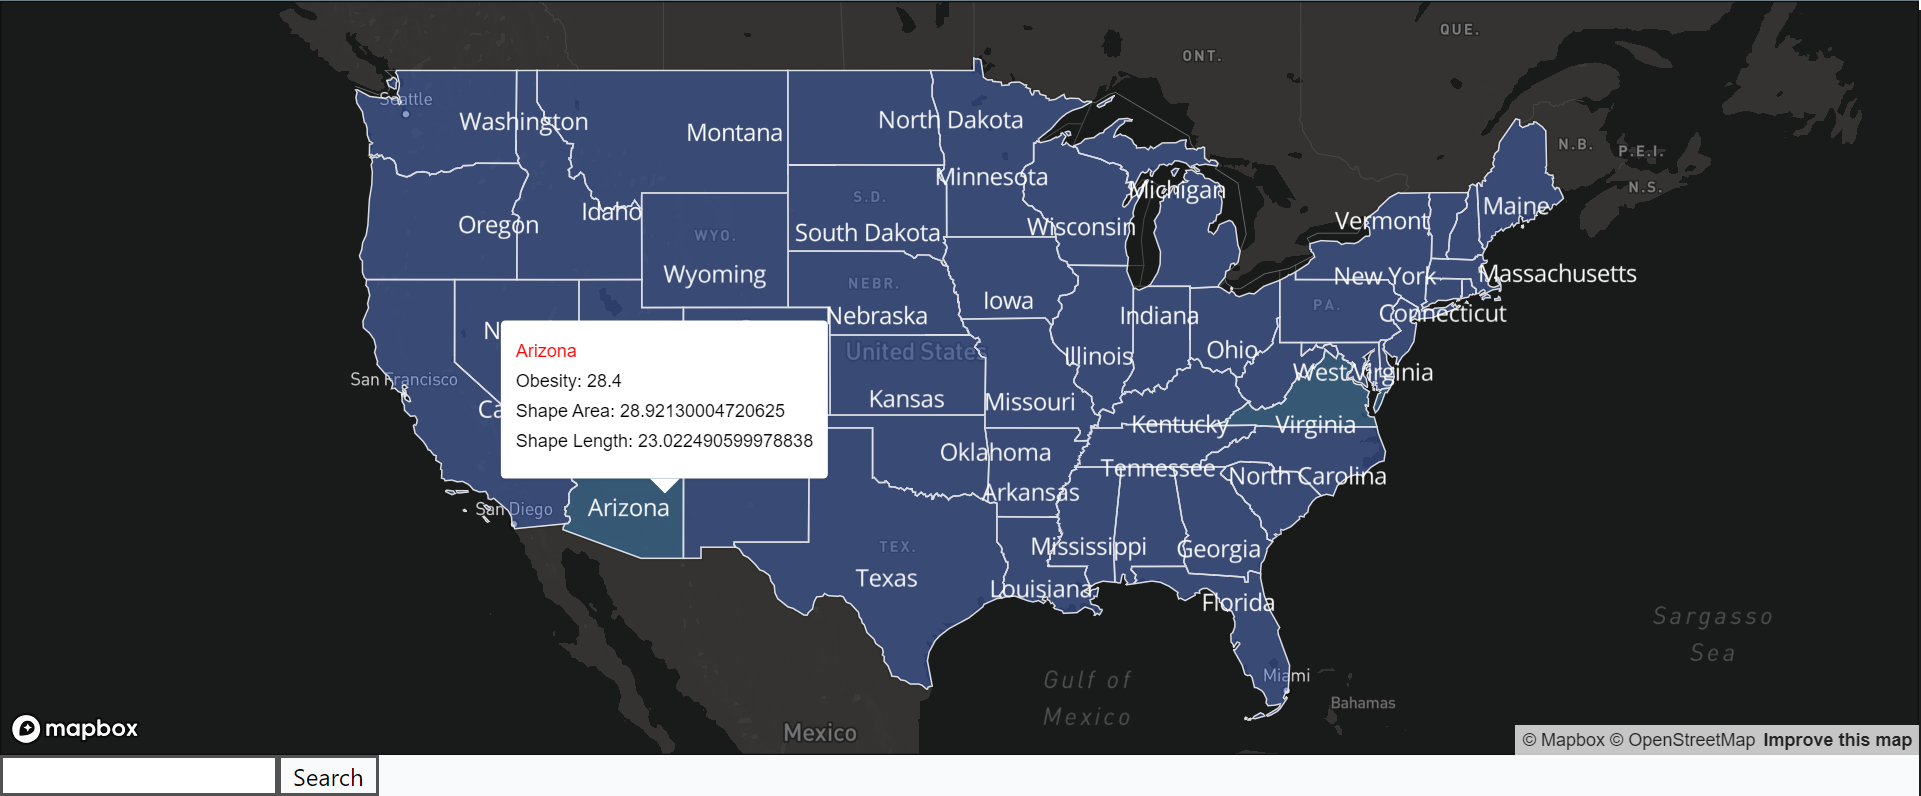 QUE.
ONT.
Seattle
Washington
Montana
North Dakota
N.B.
P.E.I.
Minnesota
Michigan
N.S.
S.D.
Idaho
Maine
Oregon
Vermont
Wisconsin
South Dakota
WYO.
Wyoming
New York
Massachusetts
NEBR.
Iowa
PA.
Connecticut
Nebraska
Indiana
N
United States
Illinois
Ohio
San Francisco
West Virginia
Kansas
Missouri
Ca
Arizona
Obesity: 28.4
Shape Area: 28.92130004720625
Shape Length: 23.022490599978838
Kentucky
Virginia
Oklahoma
Tennessee
North Carolina
Arkansas
San Diego
Arizona
TEX.
Mississippi
Georgia
Texas
Louisiana
Florida
Sargasso
Sea
Miami
Gulf of
Mexico
Bahamas
Mexico
mapbox
© Mapbox © OpenStreetMap Improve this map
Search